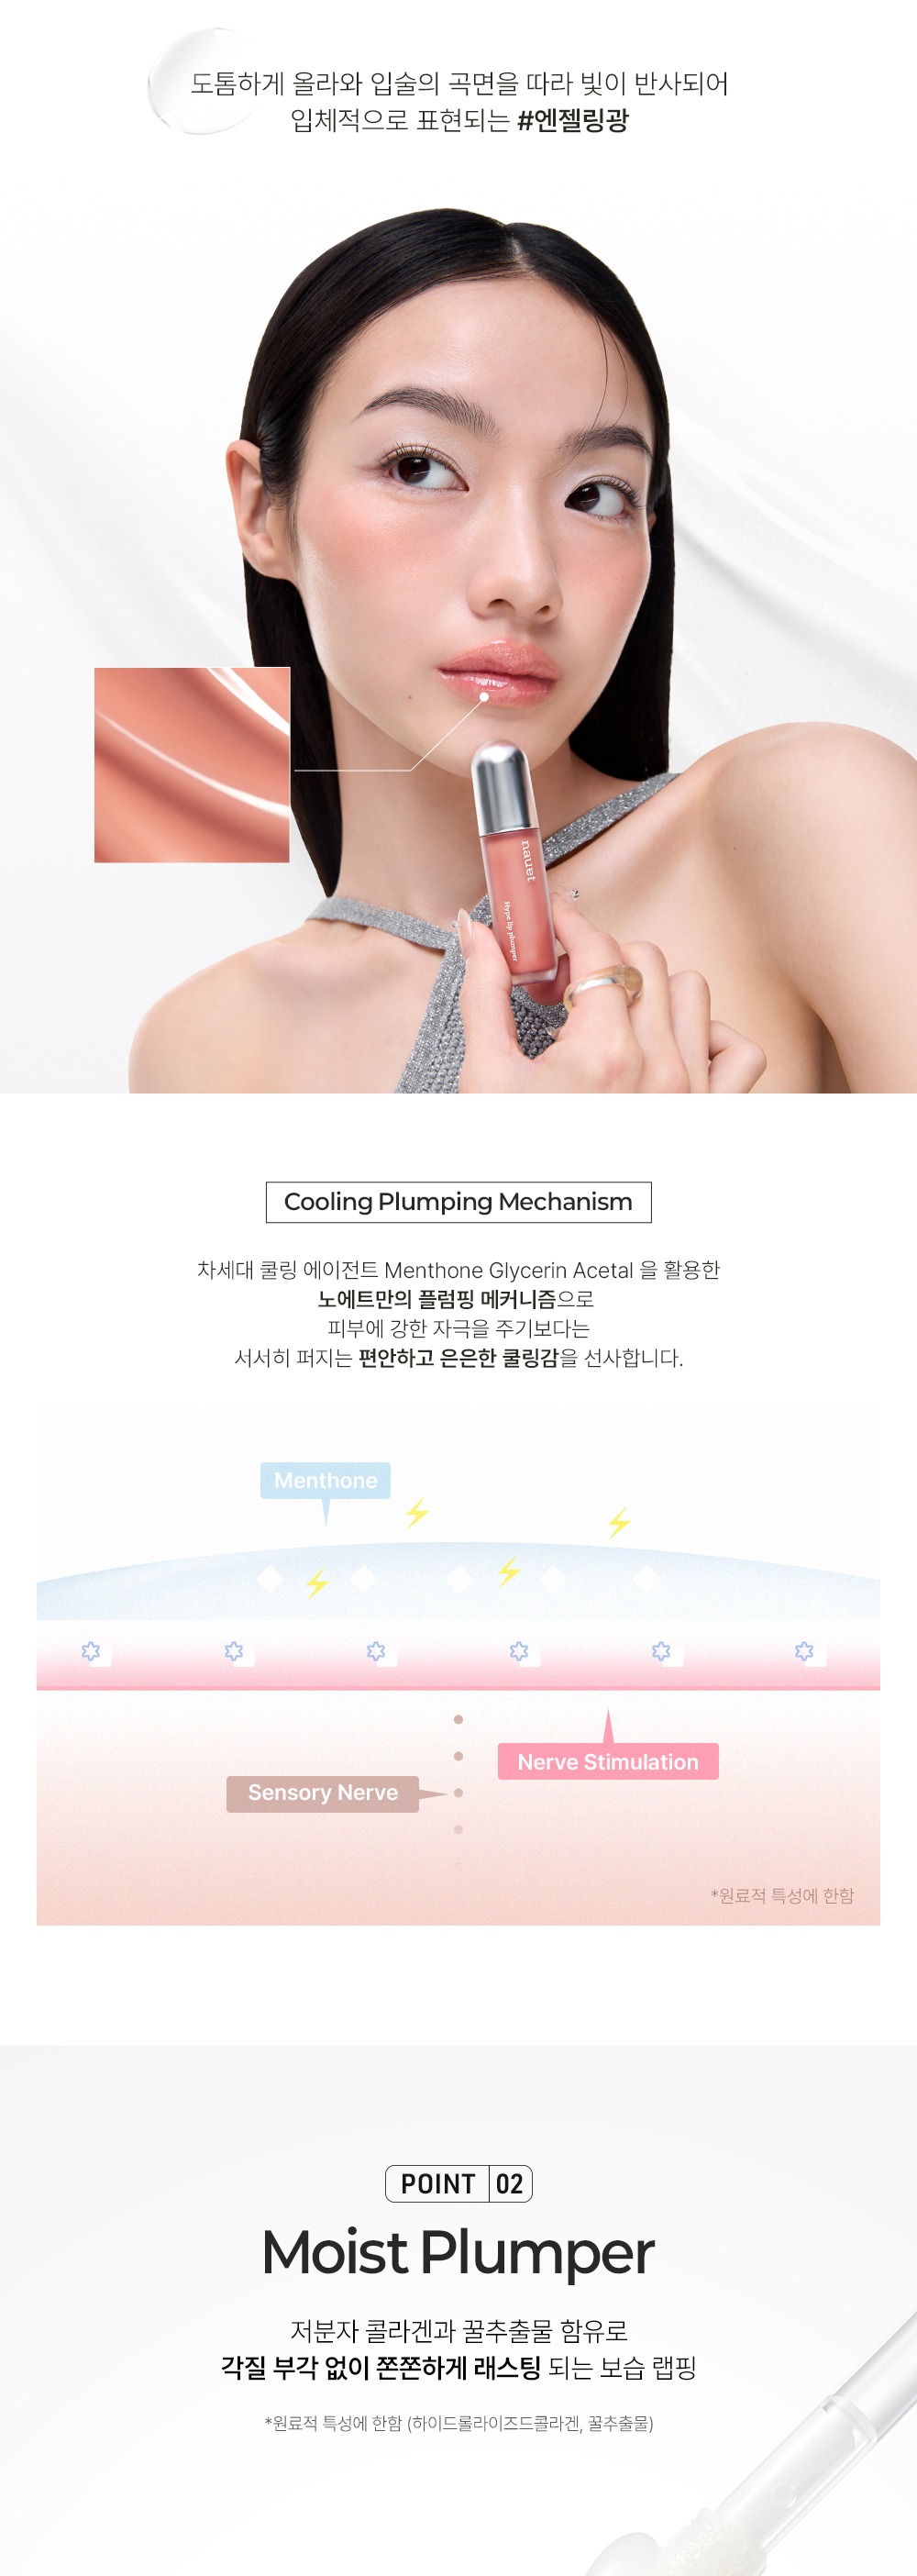 도톰하게 올라와 입술의 곡면을 따라 빛이 반사되어
입체적으로 표현되는 #엔젤링광
nauet
Hype lip plumper
Cooling Plumping Mechanism
차세대 쿨링 에이전트 Menthone Glycerin Acetal 을 활용한
노에트만의 플럼핑 메커니즘으로
피부에 강한 자극을 주기보다는
서서히 퍼지는 편안하고 은은한 쿨링감을 선사합니다.
Menthone
Nerve Stimulation
Sensory Nerve
*원료적 특성에 한함
POINT 02
Moist Plumper
저분자 콜라겐과 꿀추출물 함유로
각질 부각 없이 쫀쫀하게 래스팅 되는 보습 랩핑
*원료적 특성에 한함 (하이드롤라이즈드콜라겐, 꿀추출물)